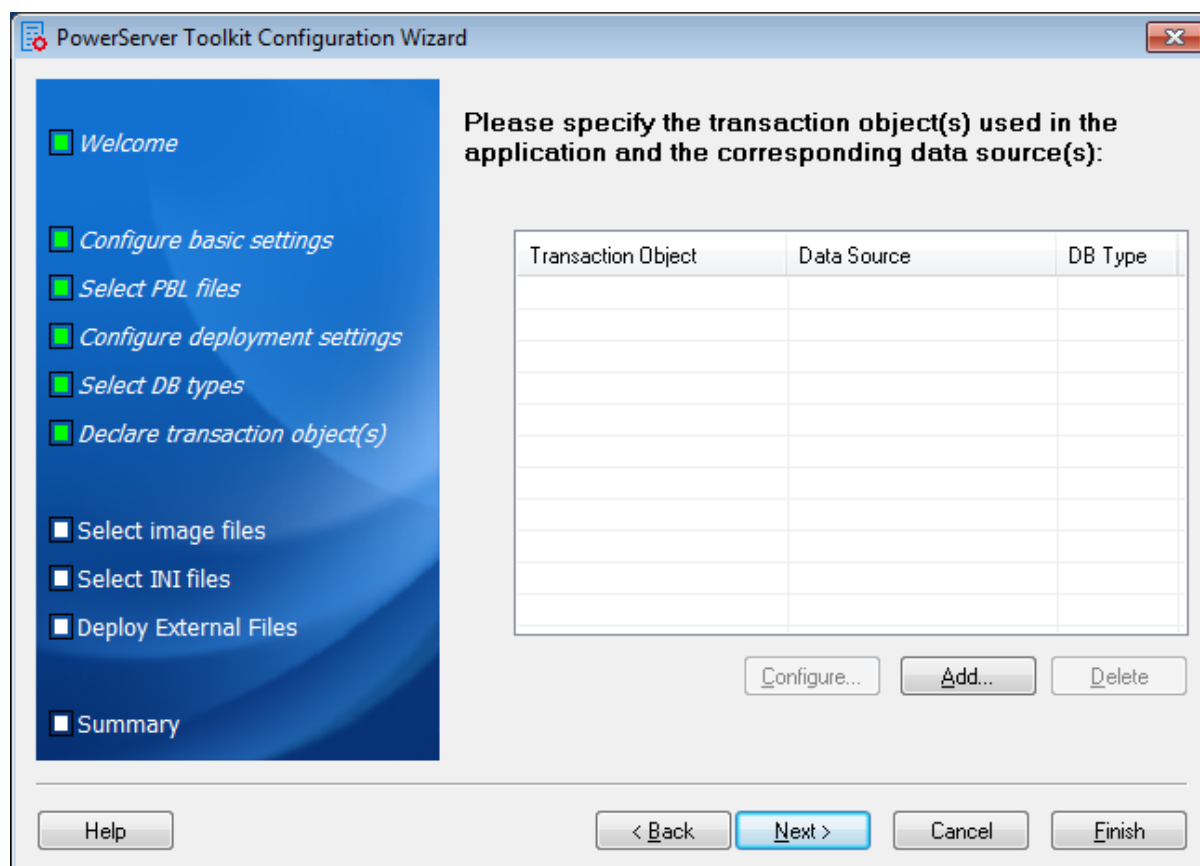 PowerServer Toolkit Configuration Wizard
Welcome
Configure basic settings
Select PBL files
Configure deployment settings
Select DB types
Declare transaction object(s)
Select image files
Select INI files
Deploy External Files
Summary
Please specify the transaction object(s) used in the
application and the corresponding data source(s):
Transaction Object Data Source DB Type
Configure... Add... Delete
Help < Back Next > Cancel Finish